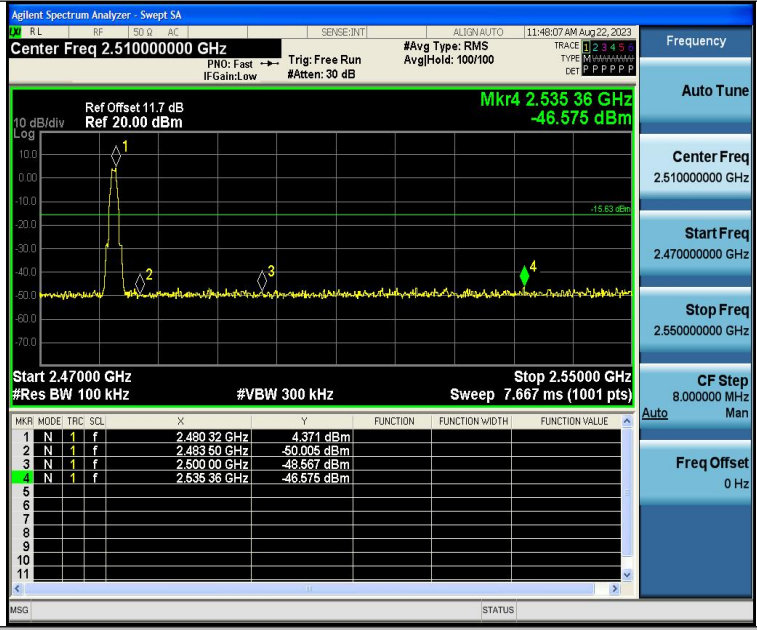 Agilent Spectrum Analyzer - Swept SA
RL RF 50 Ω AC SENSE:INT ALIGNAUTO 11:48:07 AM Aug 22, 2023
Center Freq 2.510000000 GHz
PNO: Fast
IFGain:Low
Trig: Free Run
#Atten: 30 dB
#Avg Type: RMS
Avg|Hold: 100/100
TRACE 1 2 3 4 5 6
TYPE M
DET P P P P P P
Frequency
Ref Offset 11.7 dB
10 dB/div Ref 20.00 dBm
Log
Mkr4 2.535 36 GHz
-46.575 dBm
10.0
0.00
-10.0
-20.0
-30.0
-40.0
-50.0
-60.0
-70.0
1
2
3
4
-15.63 dBm
Start 2.47000 GHz Stop 2.55000 GHz
#Res BW 100 kHz #VBW 300 kHz Sweep 7.667 ms (1001 pts)
MKR MODE TRC SCL X Y FUNCTION FUNCTION WIDTH FUNCTION VALUE
1 N 1 f 2.480 32 GHz 4.371 dBm
2 N 1 f 2.483 50 GHz -50.005 dBm
3 N 1 f 2.500 00 GHz -48.567 dBm
4 N 1 f 2.535 36 GHz -46.575 dBm
5
6
7
8
9
10
11
MSG STATUS
Auto Tune
Center Freq
2.510000000 GHz
Start Freq
2.470000000 GHz
Stop Freq
2.550000000 GHz
CF Step
8.000000 MHz
Auto Man
Freq Offset
0 Hz